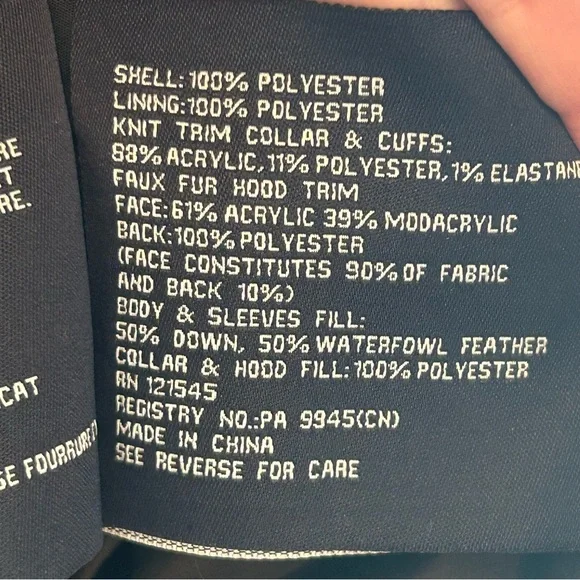 SHELL: 100% POLYESTER
LINING: 100% POLYESTER
KNIT TRIM COLLAR & CUFFS:
88% ACRYLIC, 11% POLYESTER, 1% ELASTANE
FAUX FUR HOOD TRIM
FACE: 61% ACRYLIC 39% MODACRYLIC
BACK: 100% POLYESTER
(FACE CONSTITUTES 90% OF FABRIC
AND BACK 10%)
BODY & SLEEVES FILL:
50% DOWN, 50% WATERFOWL FEATHER
COLLAR & HOOD FILL: 100% POLYESTER
RN 121545
REGISTRY NO.: PA 9945(CN)
MADE IN CHINA
SEE REVERSE FOR CARE